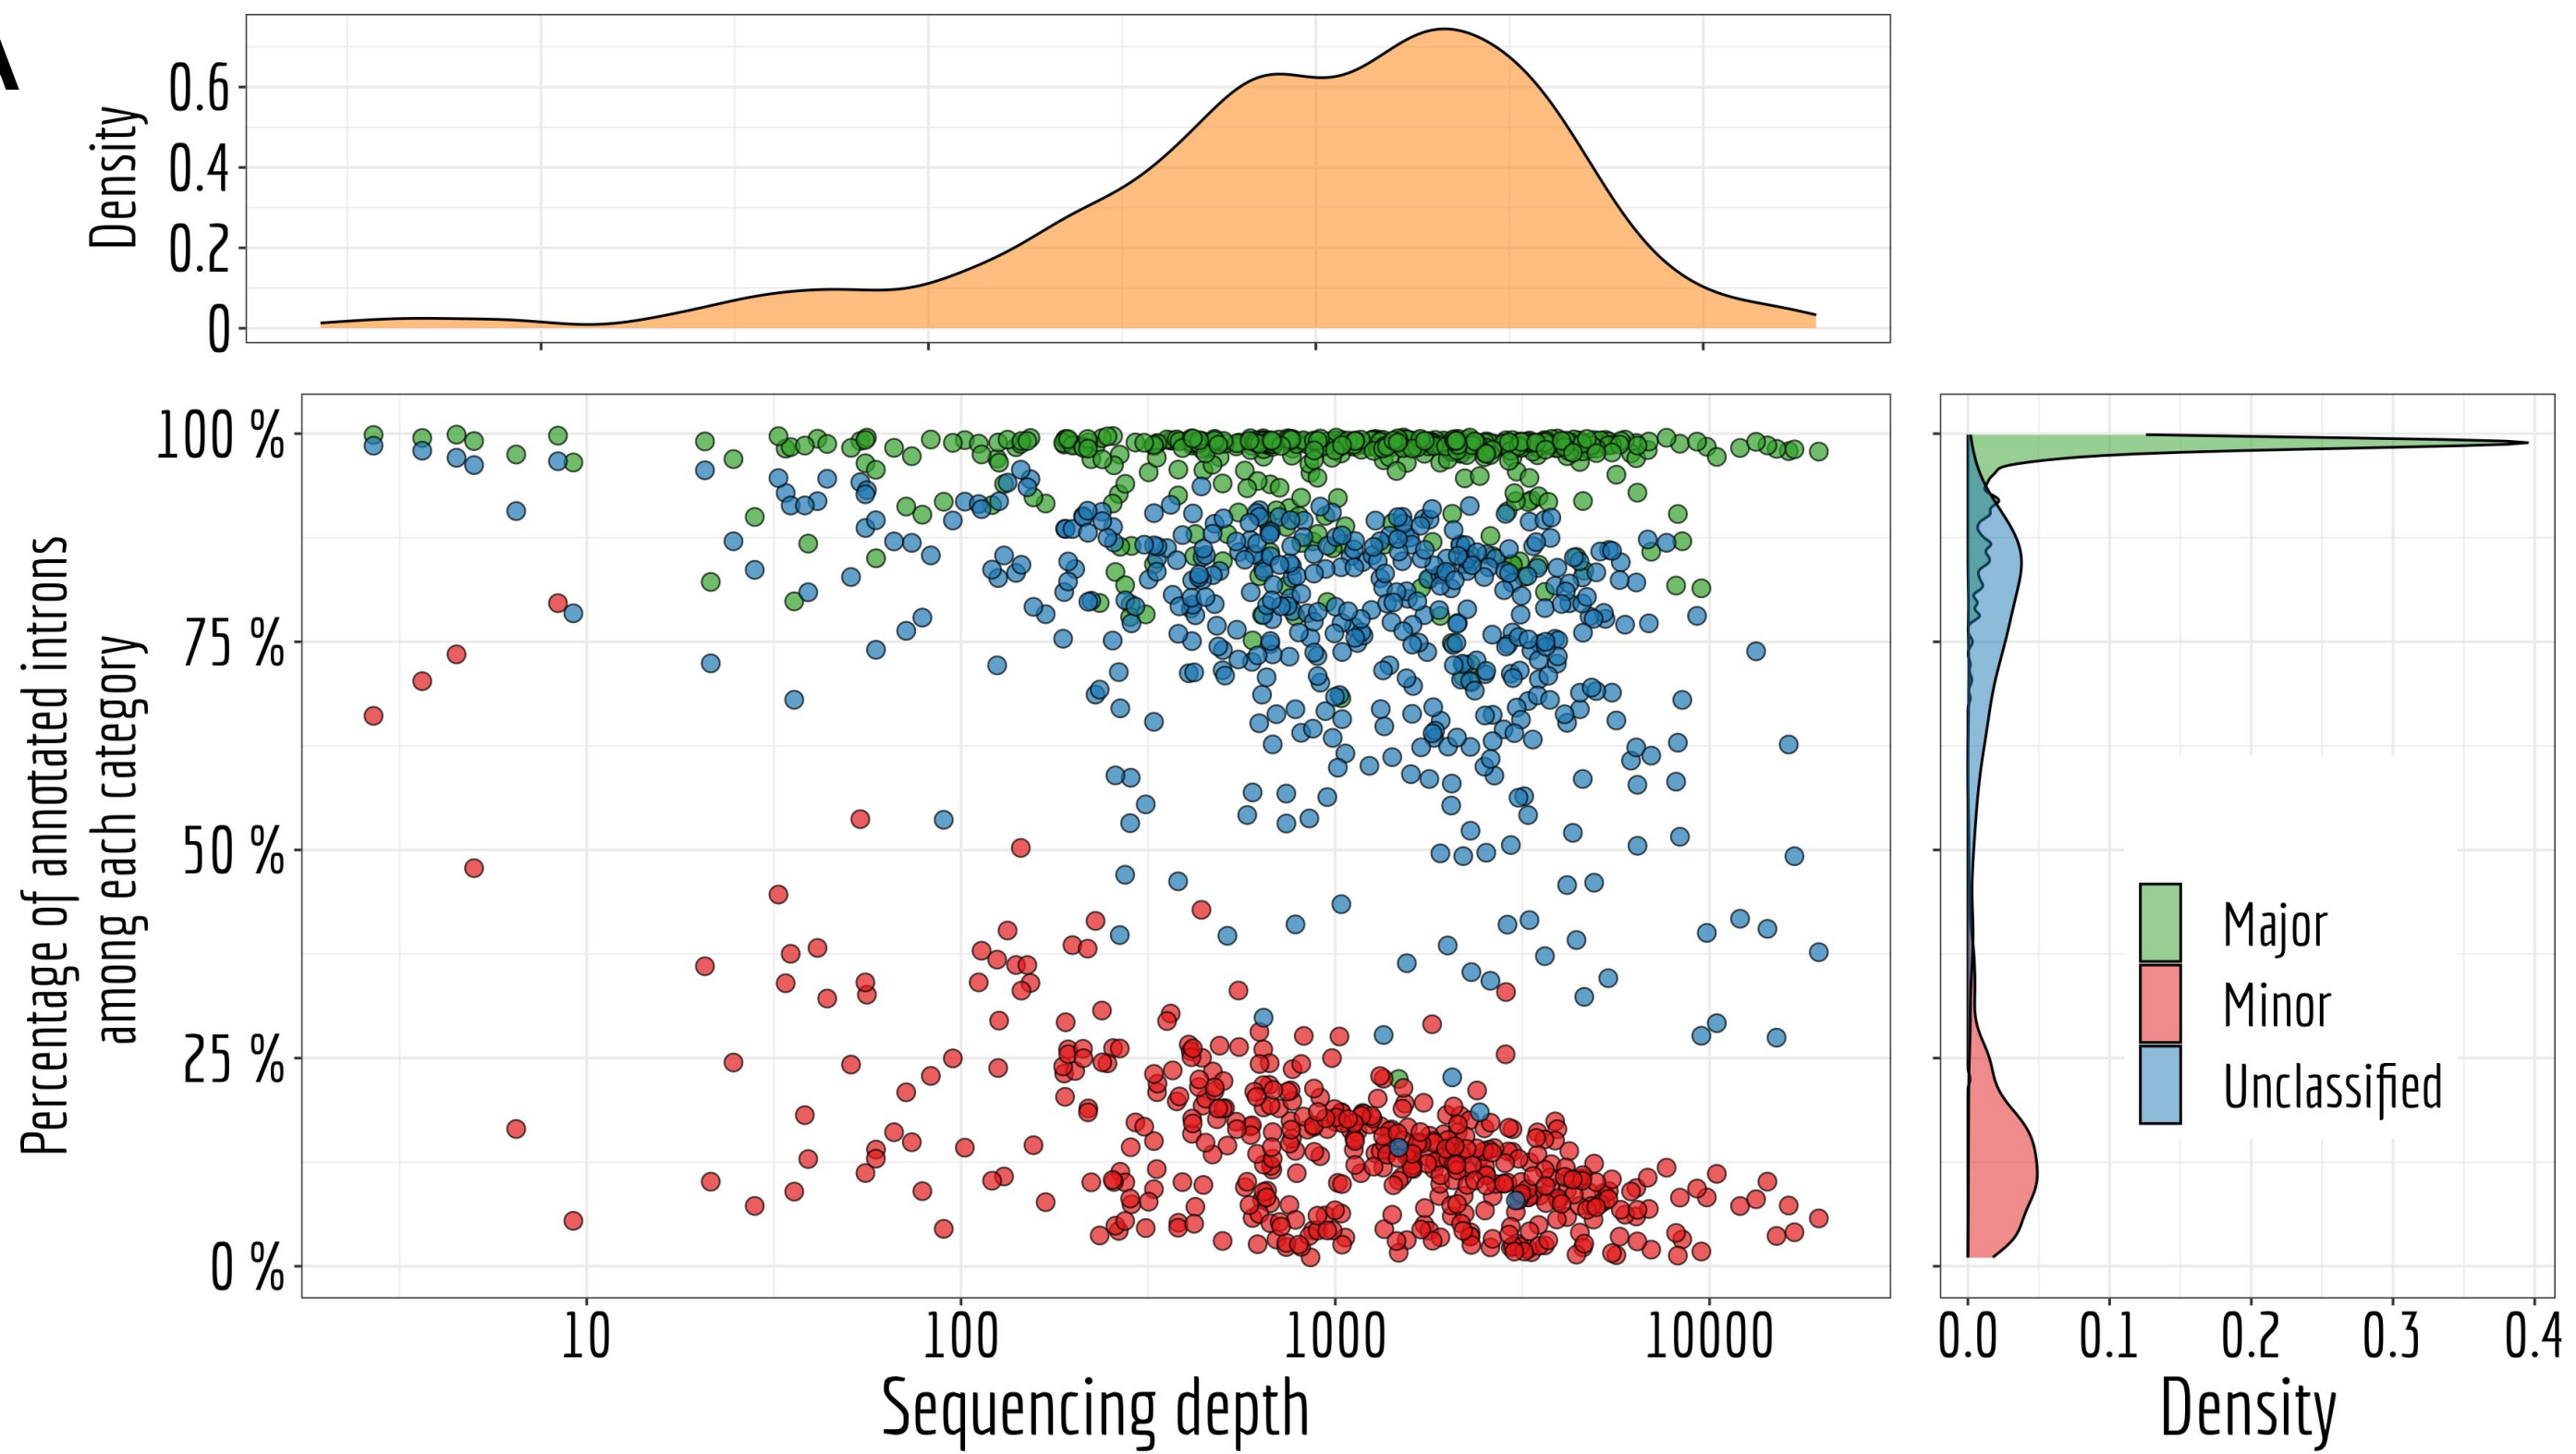 A
Density
0.6
0.4
0.2
0
Percentage of annotated introns
among each category
100 %
75 %
50 %
25 %
0 %
10 100 1000 10000
Sequencing depth
Major
Minor
Unclassified
0.0 0.1 0.2 0.3 0.4
Density